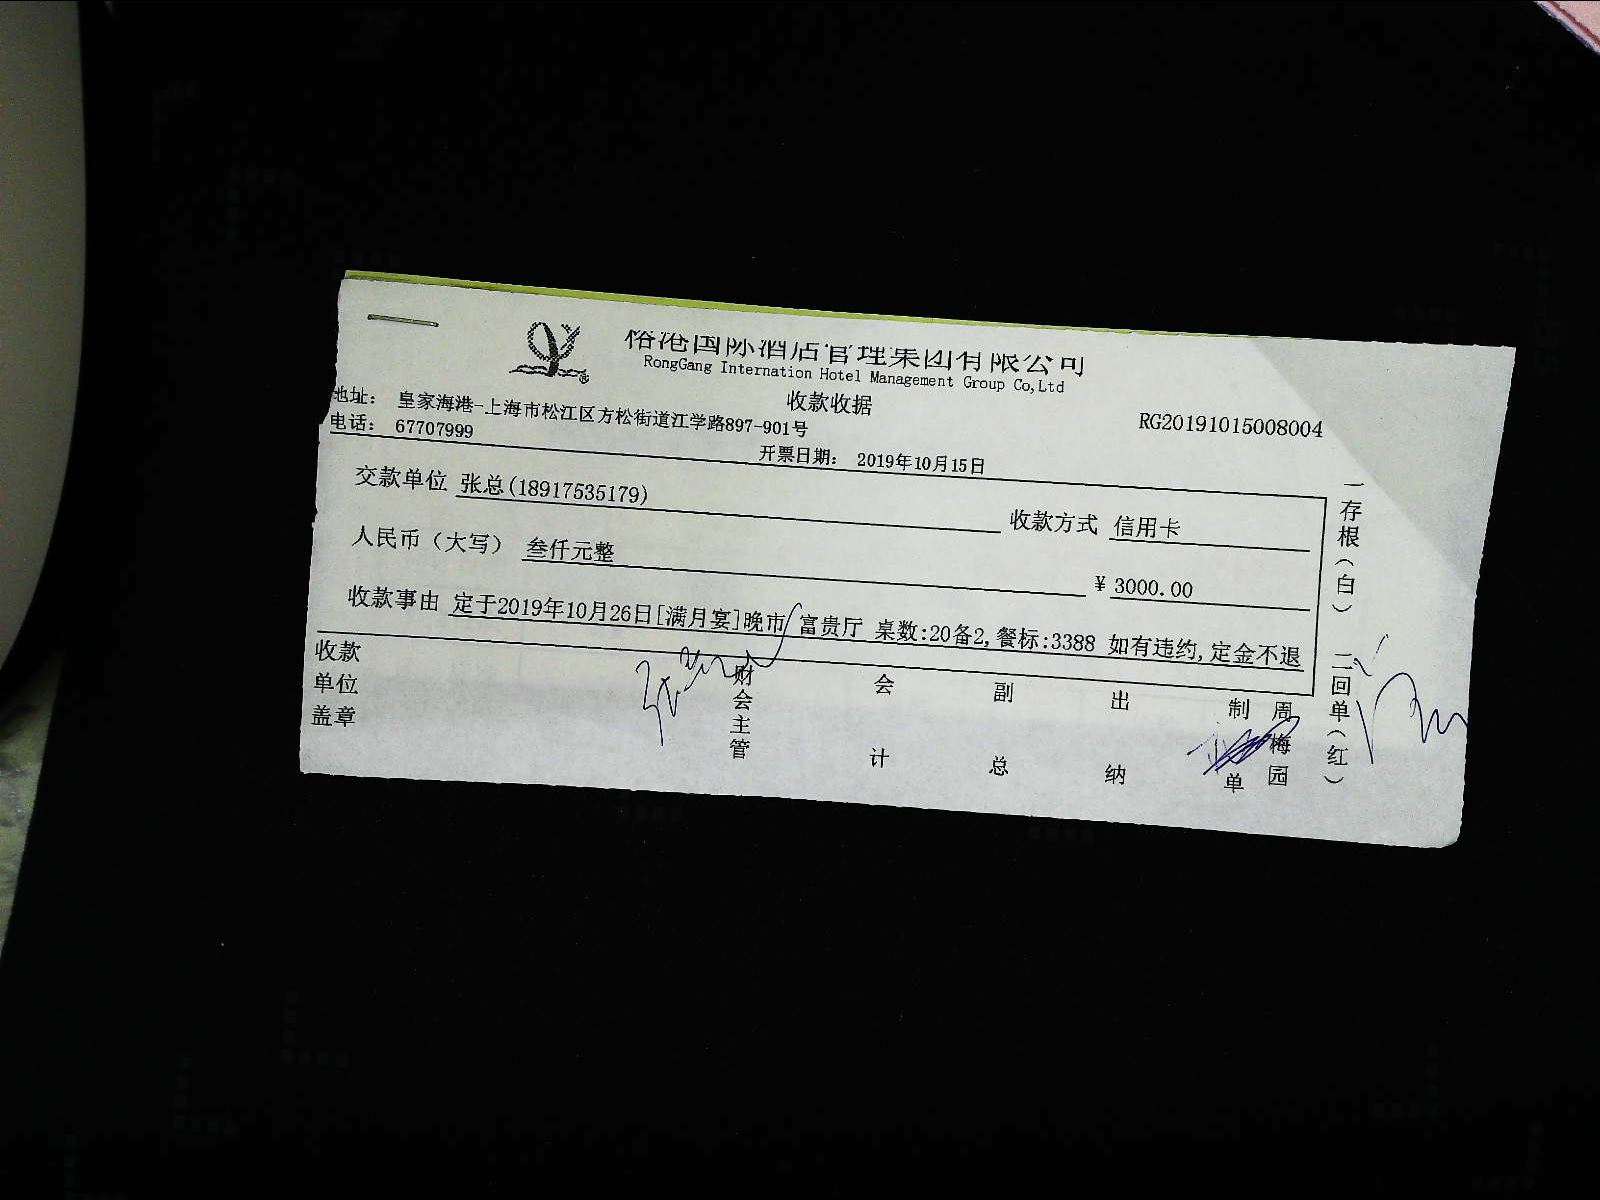 榕港国际酒店管理集团有限公司
RongGang Internation Hotel Management Group Co,Ltd
收款收据
地址： 皇家海港-上海市松江区方松街道江学路897-901号
RG20191015008004
电话： 67707999
开票日期： 2019年10月15日
交款单位 张总(18917535179)
收款方式 信用卡
人民币（大写） 叁仟元整
¥ 3000.00
收款事由 定于2019年10月26日[满月宴]晚市 富贵厅 桌数:20备2,餐标:3388 如有违约,定金不退
收款单位盖章
财会主管
会计
副总
出纳
制单
周梅园
一存根（白） 二回单（红）